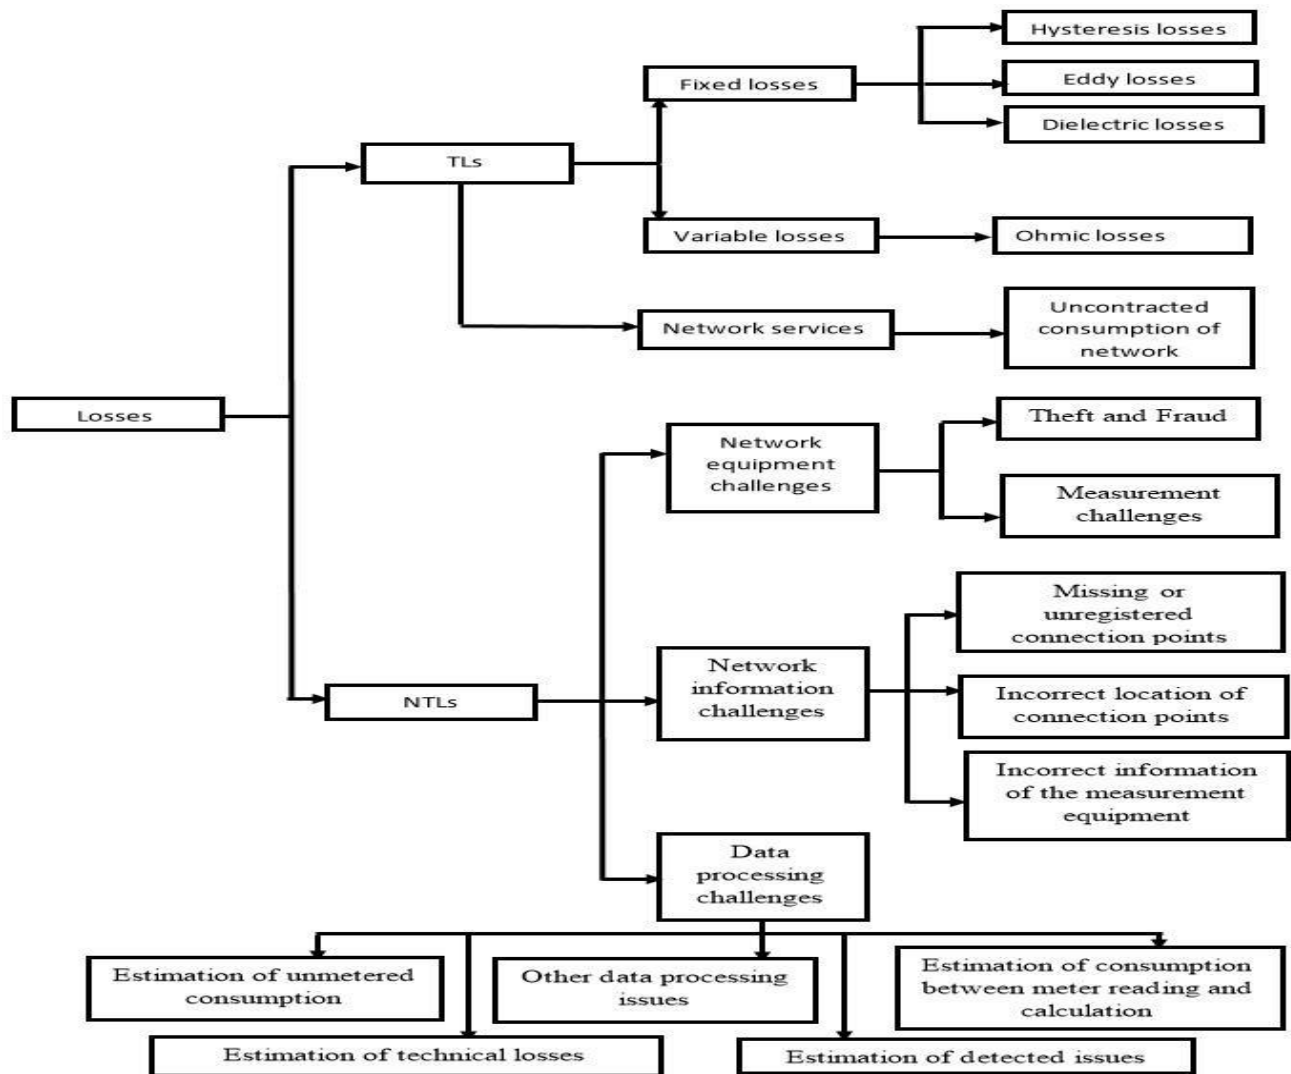 Hysteresis losses
Fixed losses
Eddy losses
Dielectric losses
TLs
Variable losses
Ohmic losses
Network services
Uncontracted
consumption of
network
Losses
Network
equipment
challenges
Theft and Fraud
Measurement
challenges
Missing or
unregistered
connection points
Network
information
challenges
NTLs
Incorrect location of
connection points
Incorrect information
of the measurement
equipment
Data
processing
challenges
Estimation of unmetered
consumption
Other data processing
issues
Estimation of consumption
between meter reading and
calculation
Estimation of technical losses
Estimation of detected issues